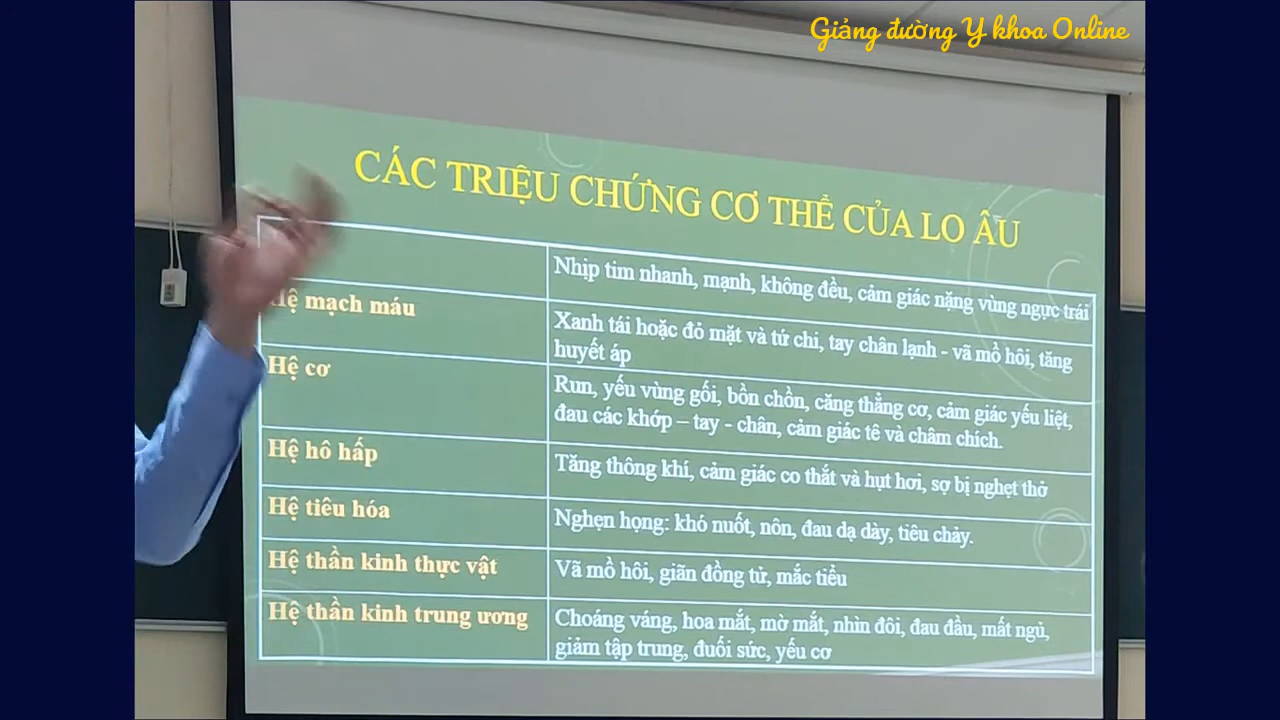 Giảng đường Y khoa Online
CÁC TRIỆU CHỨNG CƠ THỂ CỦA LO ÂU
Nhịp tim nhanh, mạnh, không đều, cảm giác nặng vùng ngực trái
Hệ mạch máu
Xanh tái hoặc đỏ mặt và tứ chi, tay chân lạnh - vã mồ hôi, tăng
huyết áp
Hệ cơ
Run, yếu vùng gối, bồn chồn, căng thẳng cơ, cảm giác yếu liệt,
đau các khớp – tay - chân, cảm giác tê và châm chích.
Hệ hô hấp
Tăng thông khí, cảm giác co thắt và hụt hơi, sợ bị nghẹt thở
Hệ tiêu hóa
Nghẹn họng: khó nuốt, nôn, đau dạ dày, tiêu chảy.
Hệ thần kinh thực vật
Vã mồ hôi, giãn đồng tử, mắc tiểu
Hệ thần kinh trung ương
Choáng váng, hoa mắt, mờ mắt, nhìn đôi, đau đầu, mất ngủ,
giảm tập trung, đuối sức, yếu cơ